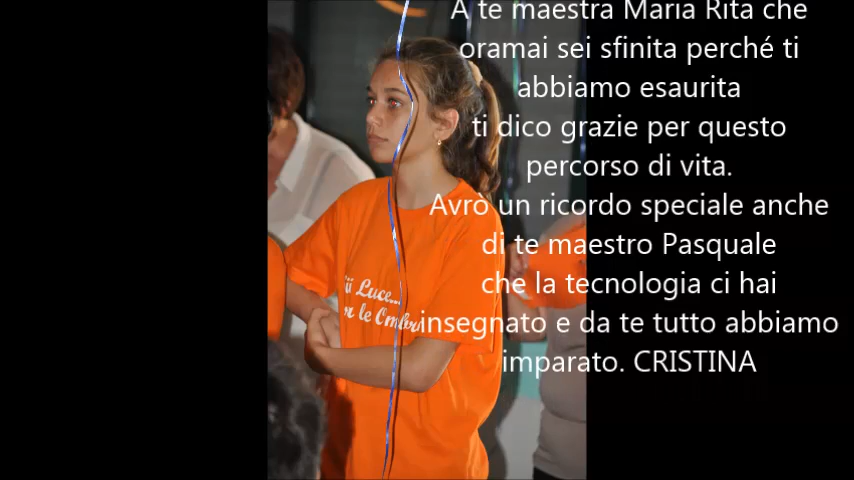 A te maestra Maria Rita che
oramai sei sfinita perché ti
abbiamo esaurita
ti dico grazie per questo
percorso di vita.
Avrò un ricordo speciale anche
di te maestro Pasquale
che la tecnologia ci hai
insegnato e da te tutto abbiamo
imparato. CRISTINA
Luce...
le